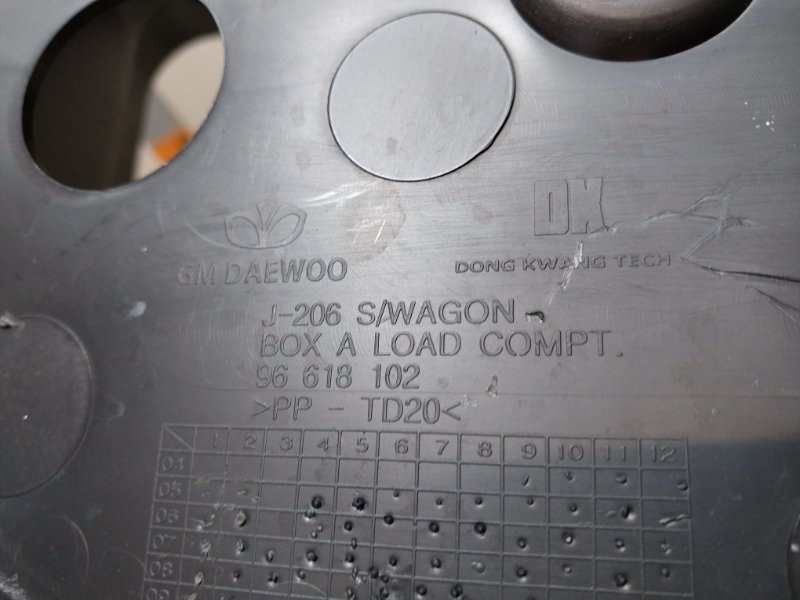 DK
GM DAEWOO
DONG KWANG TECH
J-206 S/WAGON
BOX A LOAD COMPT.
96 618 102
>PP - TD20<
1 2 3 4 5 6 7 8 9 10 11 12
04
05
06
07
08
09